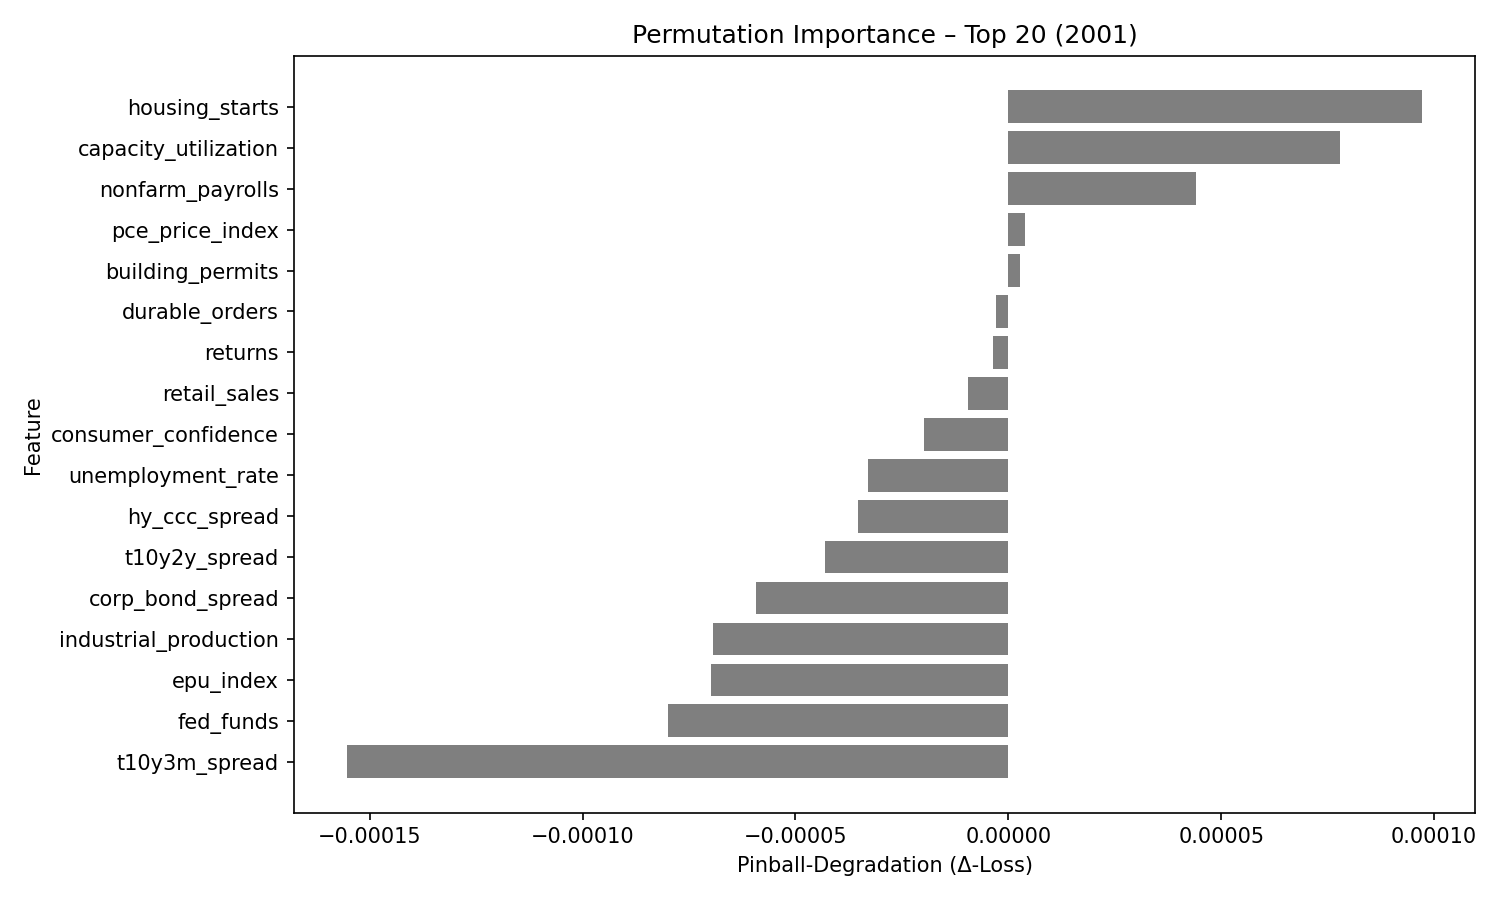 Permutation Importance – Top 20 (2001)
housing_starts
capacity_utilization
nonfarm_payrolls
pce_price_index
building_permits
durable_orders
returns
retail_sales
consumer_confidence
unemployment_rate
hy_ccc_spread
t10y2y_spread
corp_bond_spread
industrial_production
epu_index
fed_funds
t10y3m_spread
Feature
−0.00015 −0.00010 −0.00005 0.00000 0.00005 0.00010
Pinball-Degradation (Δ-Loss)